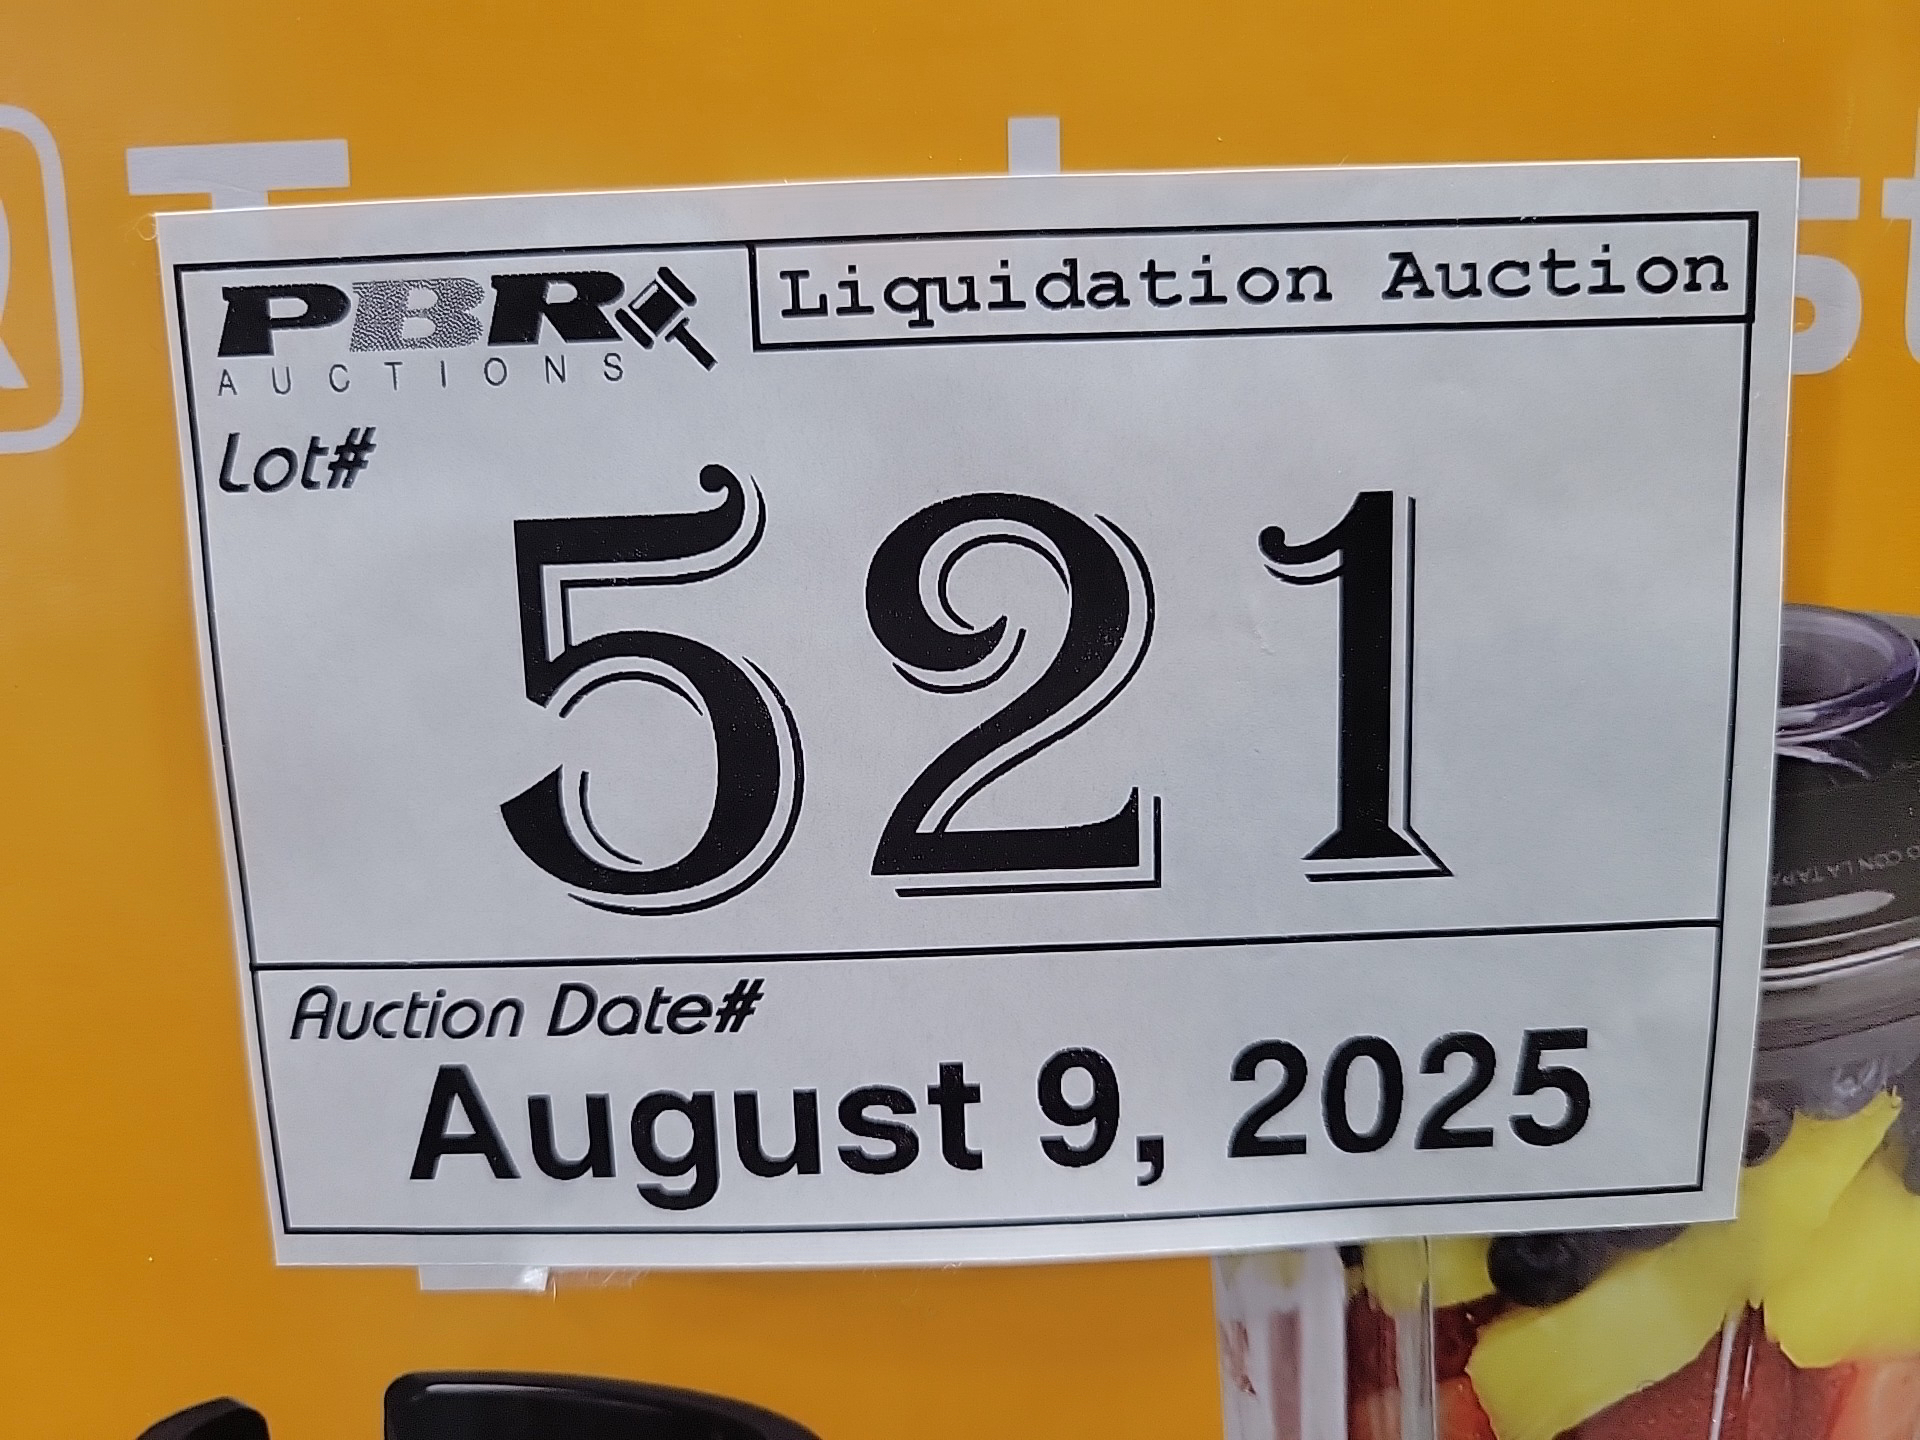 PBR
AUCTIONS
Liquidation Auction
Lot#
521
Auction Date#
August 9, 2025